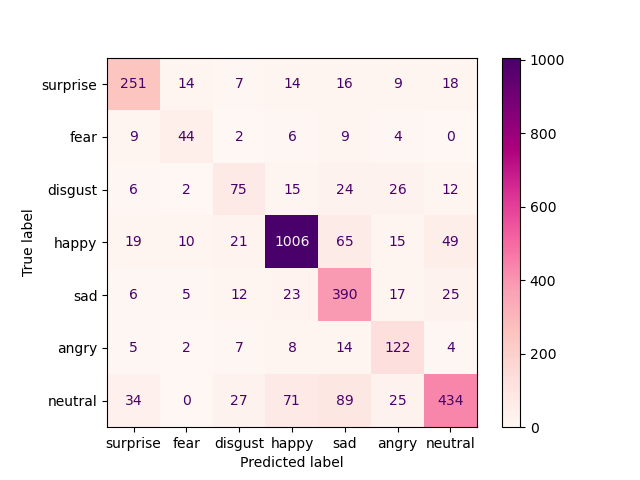 surprise 251 14 7 14 16 9 18
fear 9 44 2 6 9 4 0
disgust 6 2 75 15 24 26 12
happy 19 10 21 1006 65 15 49
sad 6 5 12 23 390 17 25
angry 5 2 7 8 14 122 4
neutral 34 0 27 71 89 25 434
surprise fear disgust happy sad angry neutral
Predicted label
True label
1000
800
600
400
200
0